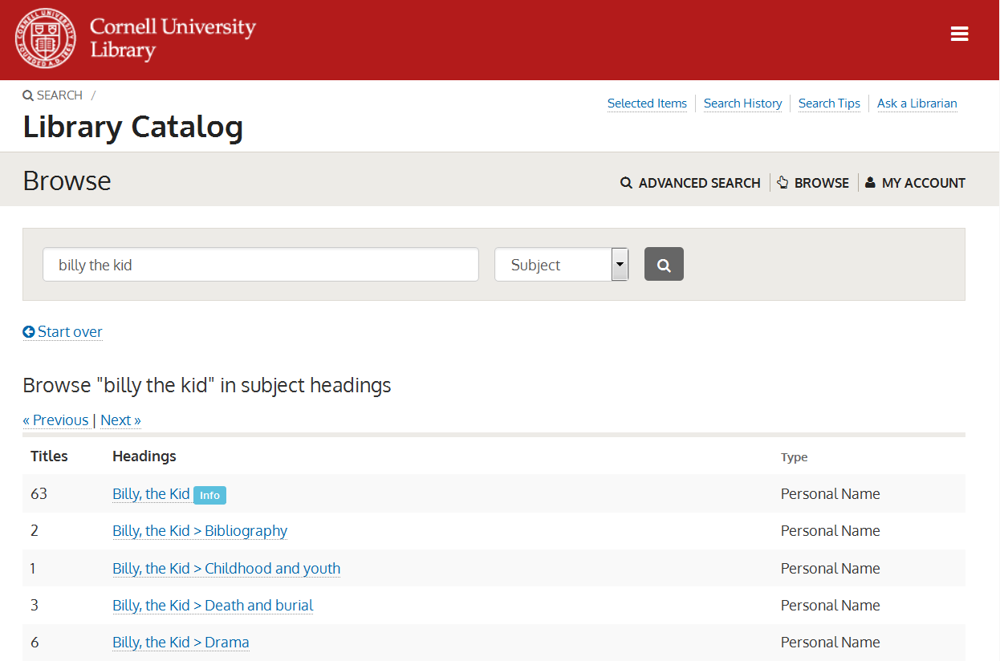 CORNELL UNIVERSITY
FOUNDED A.D. 1865
Cornell University
Library
SEARCH /
Library Catalog
Selected Items
Search History
Search Tips
Ask a Librarian
Browse
ADVANCED SEARCH
BROWSE
MY ACCOUNT
billy the kid
Subject
Start over
Browse "billy the kid" in subject headings
« Previous | Next »
Titles Headings Type
63 Billy, the Kid Info Personal Name
2 Billy, the Kid > Bibliography Personal Name
1 Billy, the Kid > Childhood and youth Personal Name
3 Billy, the Kid > Death and burial Personal Name
6 Billy, the Kid > Drama Personal Name